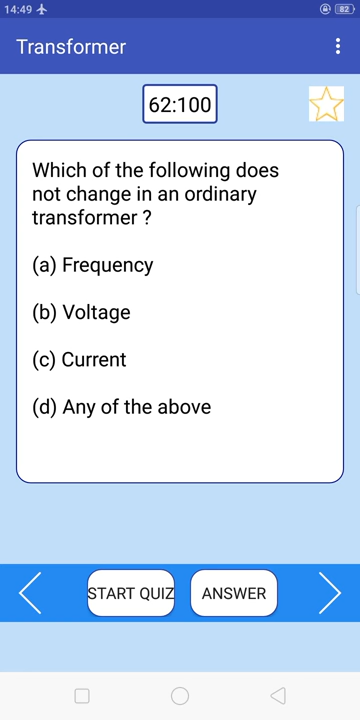 14:49
82
Transformer
62:100
Which of the following does
not change in an ordinary
transformer ?
(a) Frequency
(b) Voltage
(c) Current
(d) Any of the above
START QUIZ
ANSWER